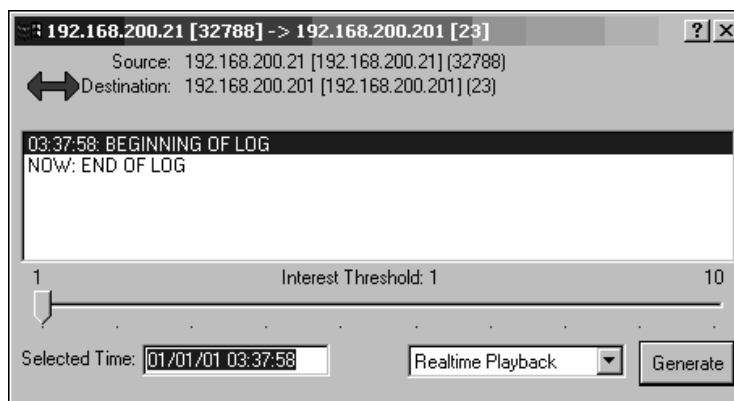 192.168.200.21 [32788] -> 192.168.200.201 [23]
Source: 192.168.200.21 [192.168.200.21] (32788)
Destination: 192.168.200.201 [192.168.200.201] (23)
03:37:58: BEGINNING OF LOG
NOW: END OF LOG
1 Interest Threshold: 1 10
Selected Time: 01/01/01 03:37:58 Realtime Playback Generate